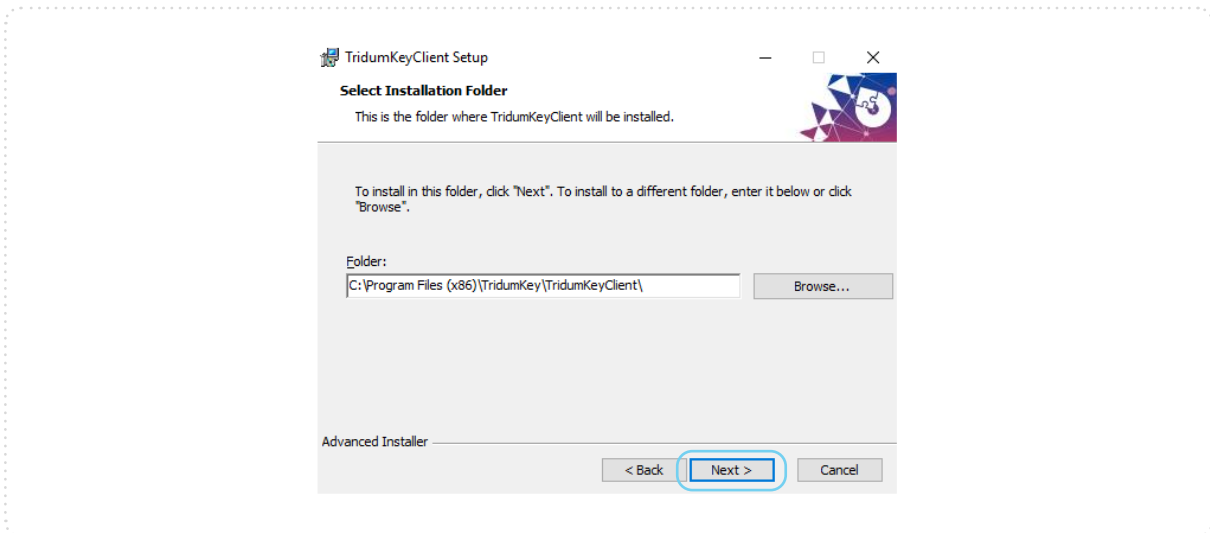 TridumKeyClient Setup
Select Installation Folder
This is the folder where TridumKeyClient will be installed.
To install in this folder, click "Next". To install to a different folder, enter it below or click
"Browse".
Folder:
C:\Program Files (x86)\TridumKey\TridumKeyClient\
Browse...
Advanced Installer
< Back
Next >
Cancel